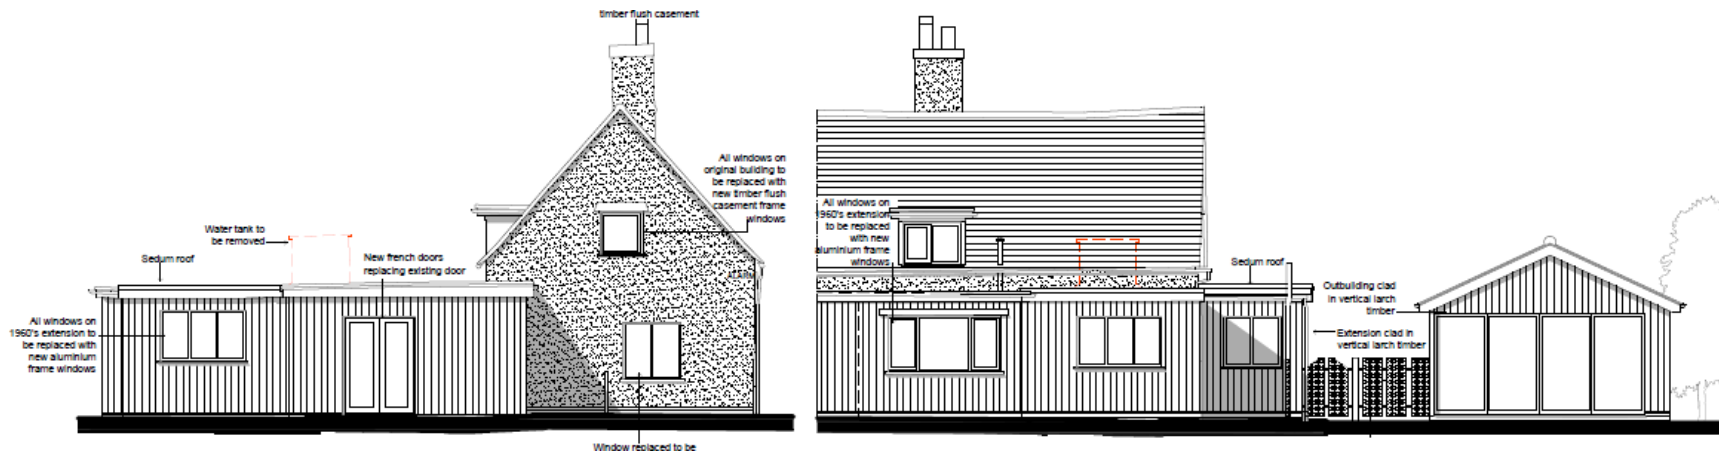 timber flush casement
All windows on
original building to
be replaced with
new timber flush
casement frame
windows
Water tank to
be removed
Sedum roof
New french doors
replacing existing door
All windows on
1960's extension to
be replaced with
new aluminium
frame windows
Window replaced to be
All windows on
1960's extension
to be replaced
with new
aluminium frame
windows
Sedum roof
Outbuilding clad
in vertical larch
timber
Extension clad in
vertical larch timber